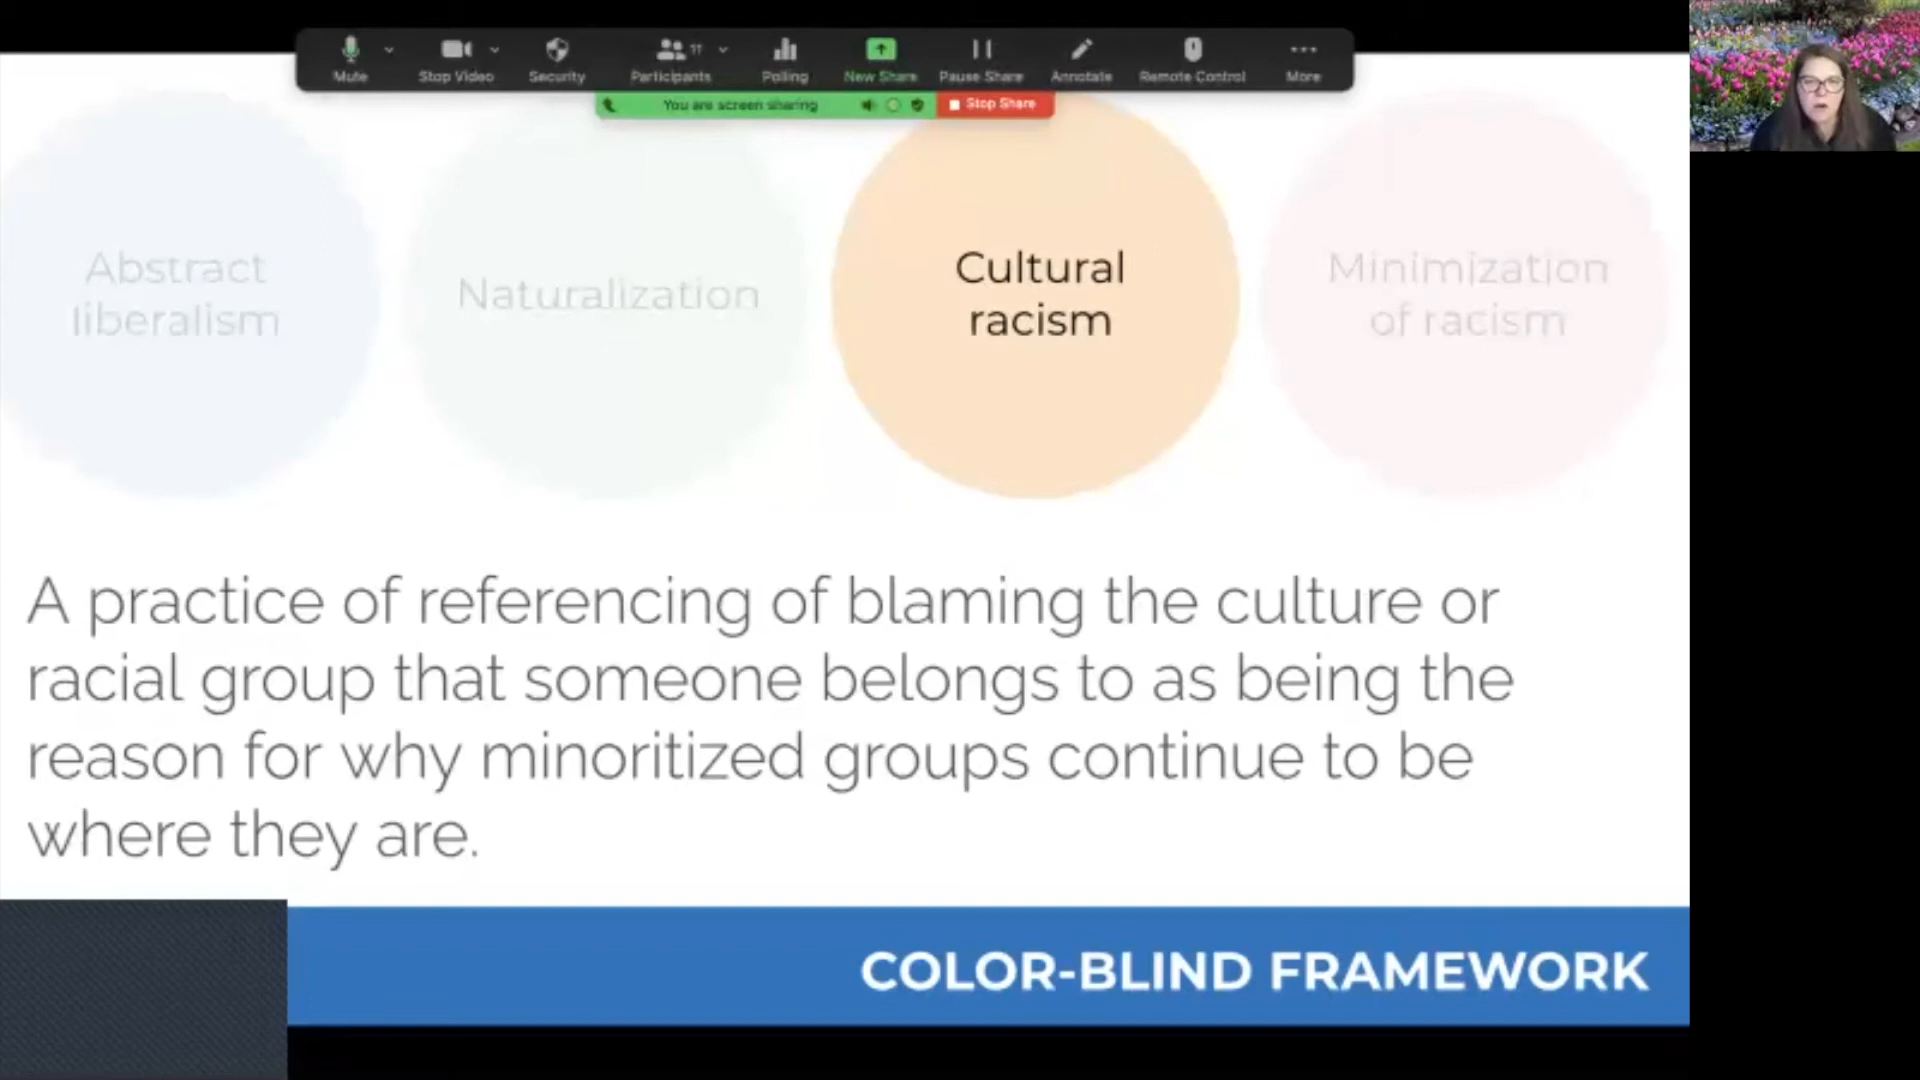 Mute
Stop Video
Security
Participants 11
Polling
New Share
Pause Share
Annotate
Remote Control
More
You are screen sharing
Stop Share
Abstract
liberalism
Naturalization
Cultural
racism
Minimization
of racism
A practice of referencing of blaming the culture or
racial group that someone belongs to as being the
reason for why minoritized groups continue to be
where they are.
COLOR-BLIND FRAMEWORK